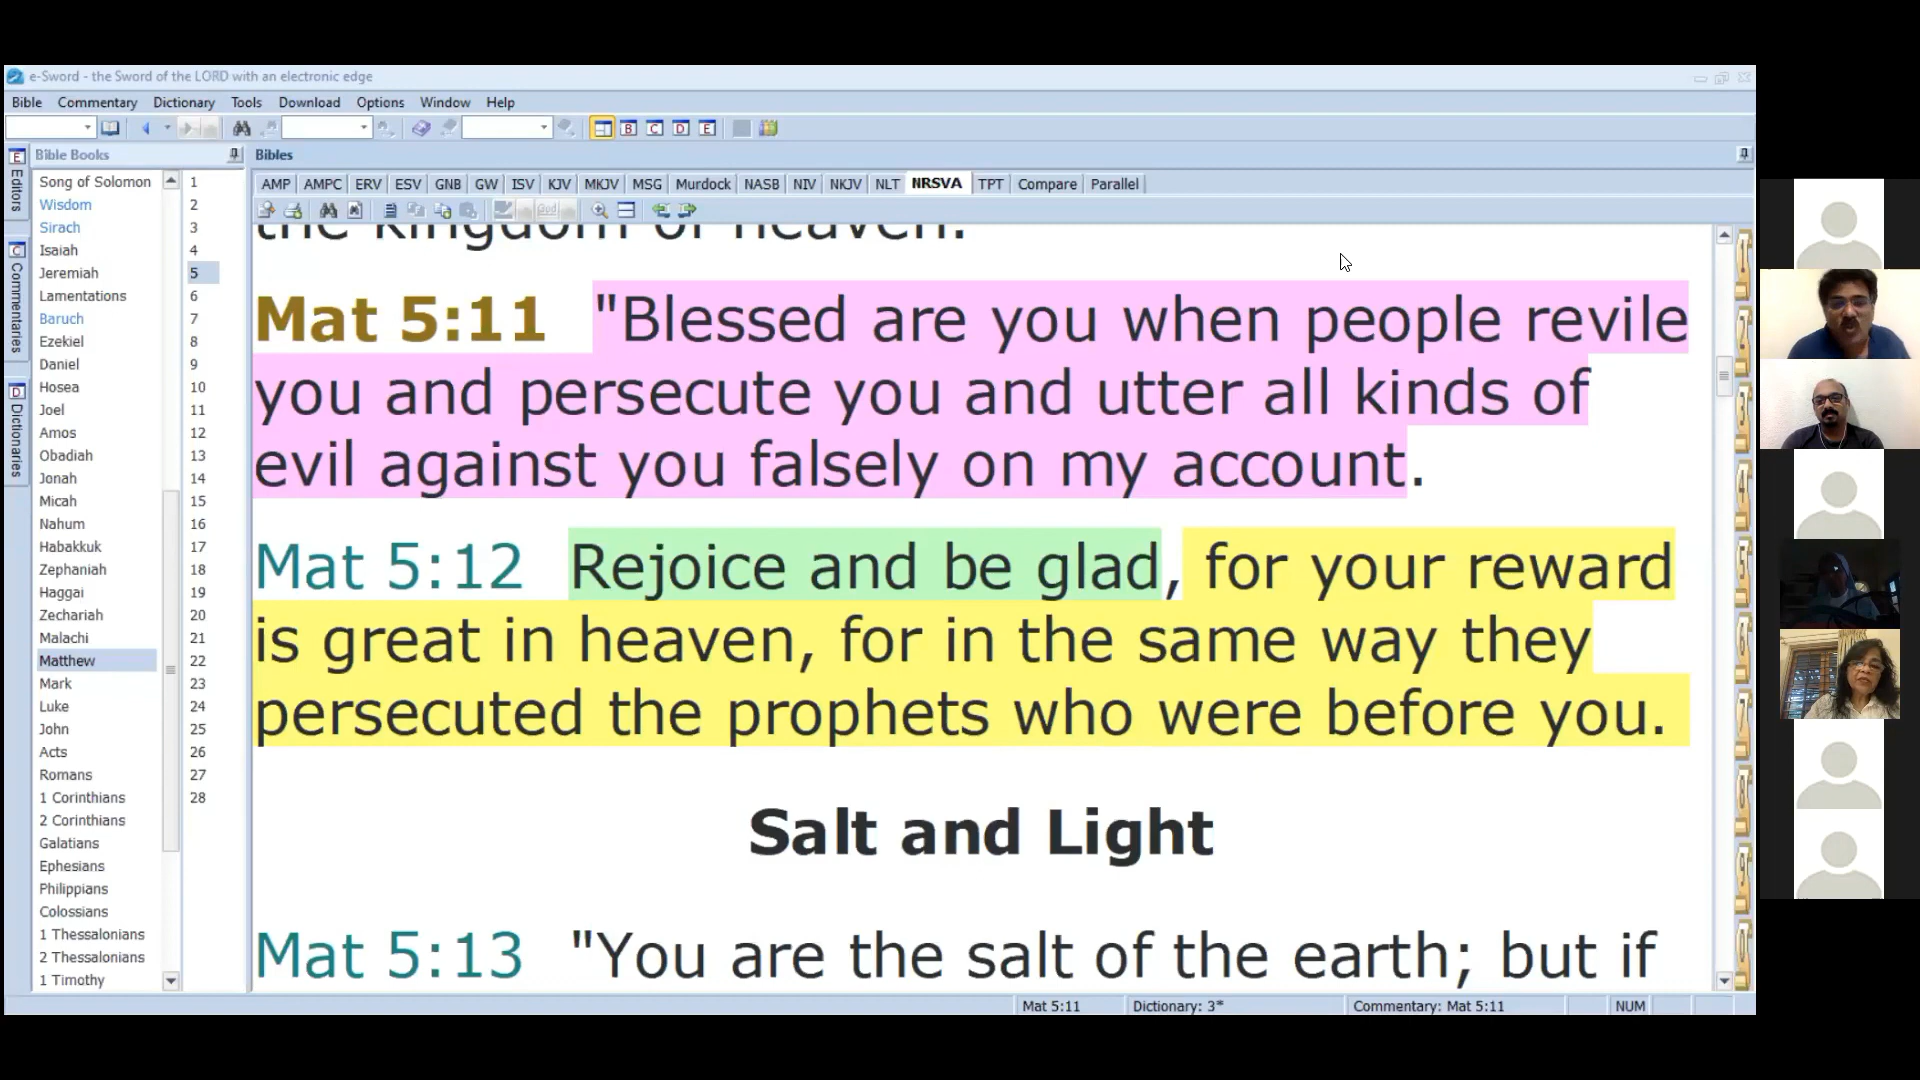 e-Sword - the Sword of the LORD with an electronic edge
Bible Commentary Dictionary Tools Download Options Window Help
B C D E
Bible Books
Bibles
E Editors
C Commentaries
D Dictionaries
AMP AMPC ERV ESV GNB GW ISV KJV MKJV MSG Murdock NASB NIV NKJV NLT NRSVA TPT Compare Parallel
Song of Solomon 1
Wisdom 2
Sirach 3
Isaiah 4
Jeremiah 5
Lamentations 6
Baruch 7
Ezekiel 8
Daniel 9
Hosea 10
Joel 11
Amos 12
Obadiah 13
Jonah 14
Micah 15
Nahum 16
Habakkuk 17
Zephaniah 18
Haggai 19
Zechariah 20
Malachi 21
Matthew 22
Mark 23
Luke 24
John 25
Acts 26
Romans 27
1 Corinthians 28
2 Corinthians
Galatians
Ephesians
Philippians
Colossians
1 Thessalonians
2 Thessalonians
1 Timothy
the kingdom of heaven.
Mat 5:11 "Blessed are you when people revile
you and persecute you and utter all kinds of
evil against you falsely on my account.
Mat 5:12 Rejoice and be glad, for your reward
is great in heaven, for in the same way they
persecuted the prophets who were before you.
Salt and Light
Mat 5:13 "You are the salt of the earth; but if
Mat 5:11 Dictionary: 3* Commentary: Mat 5:11 NUM